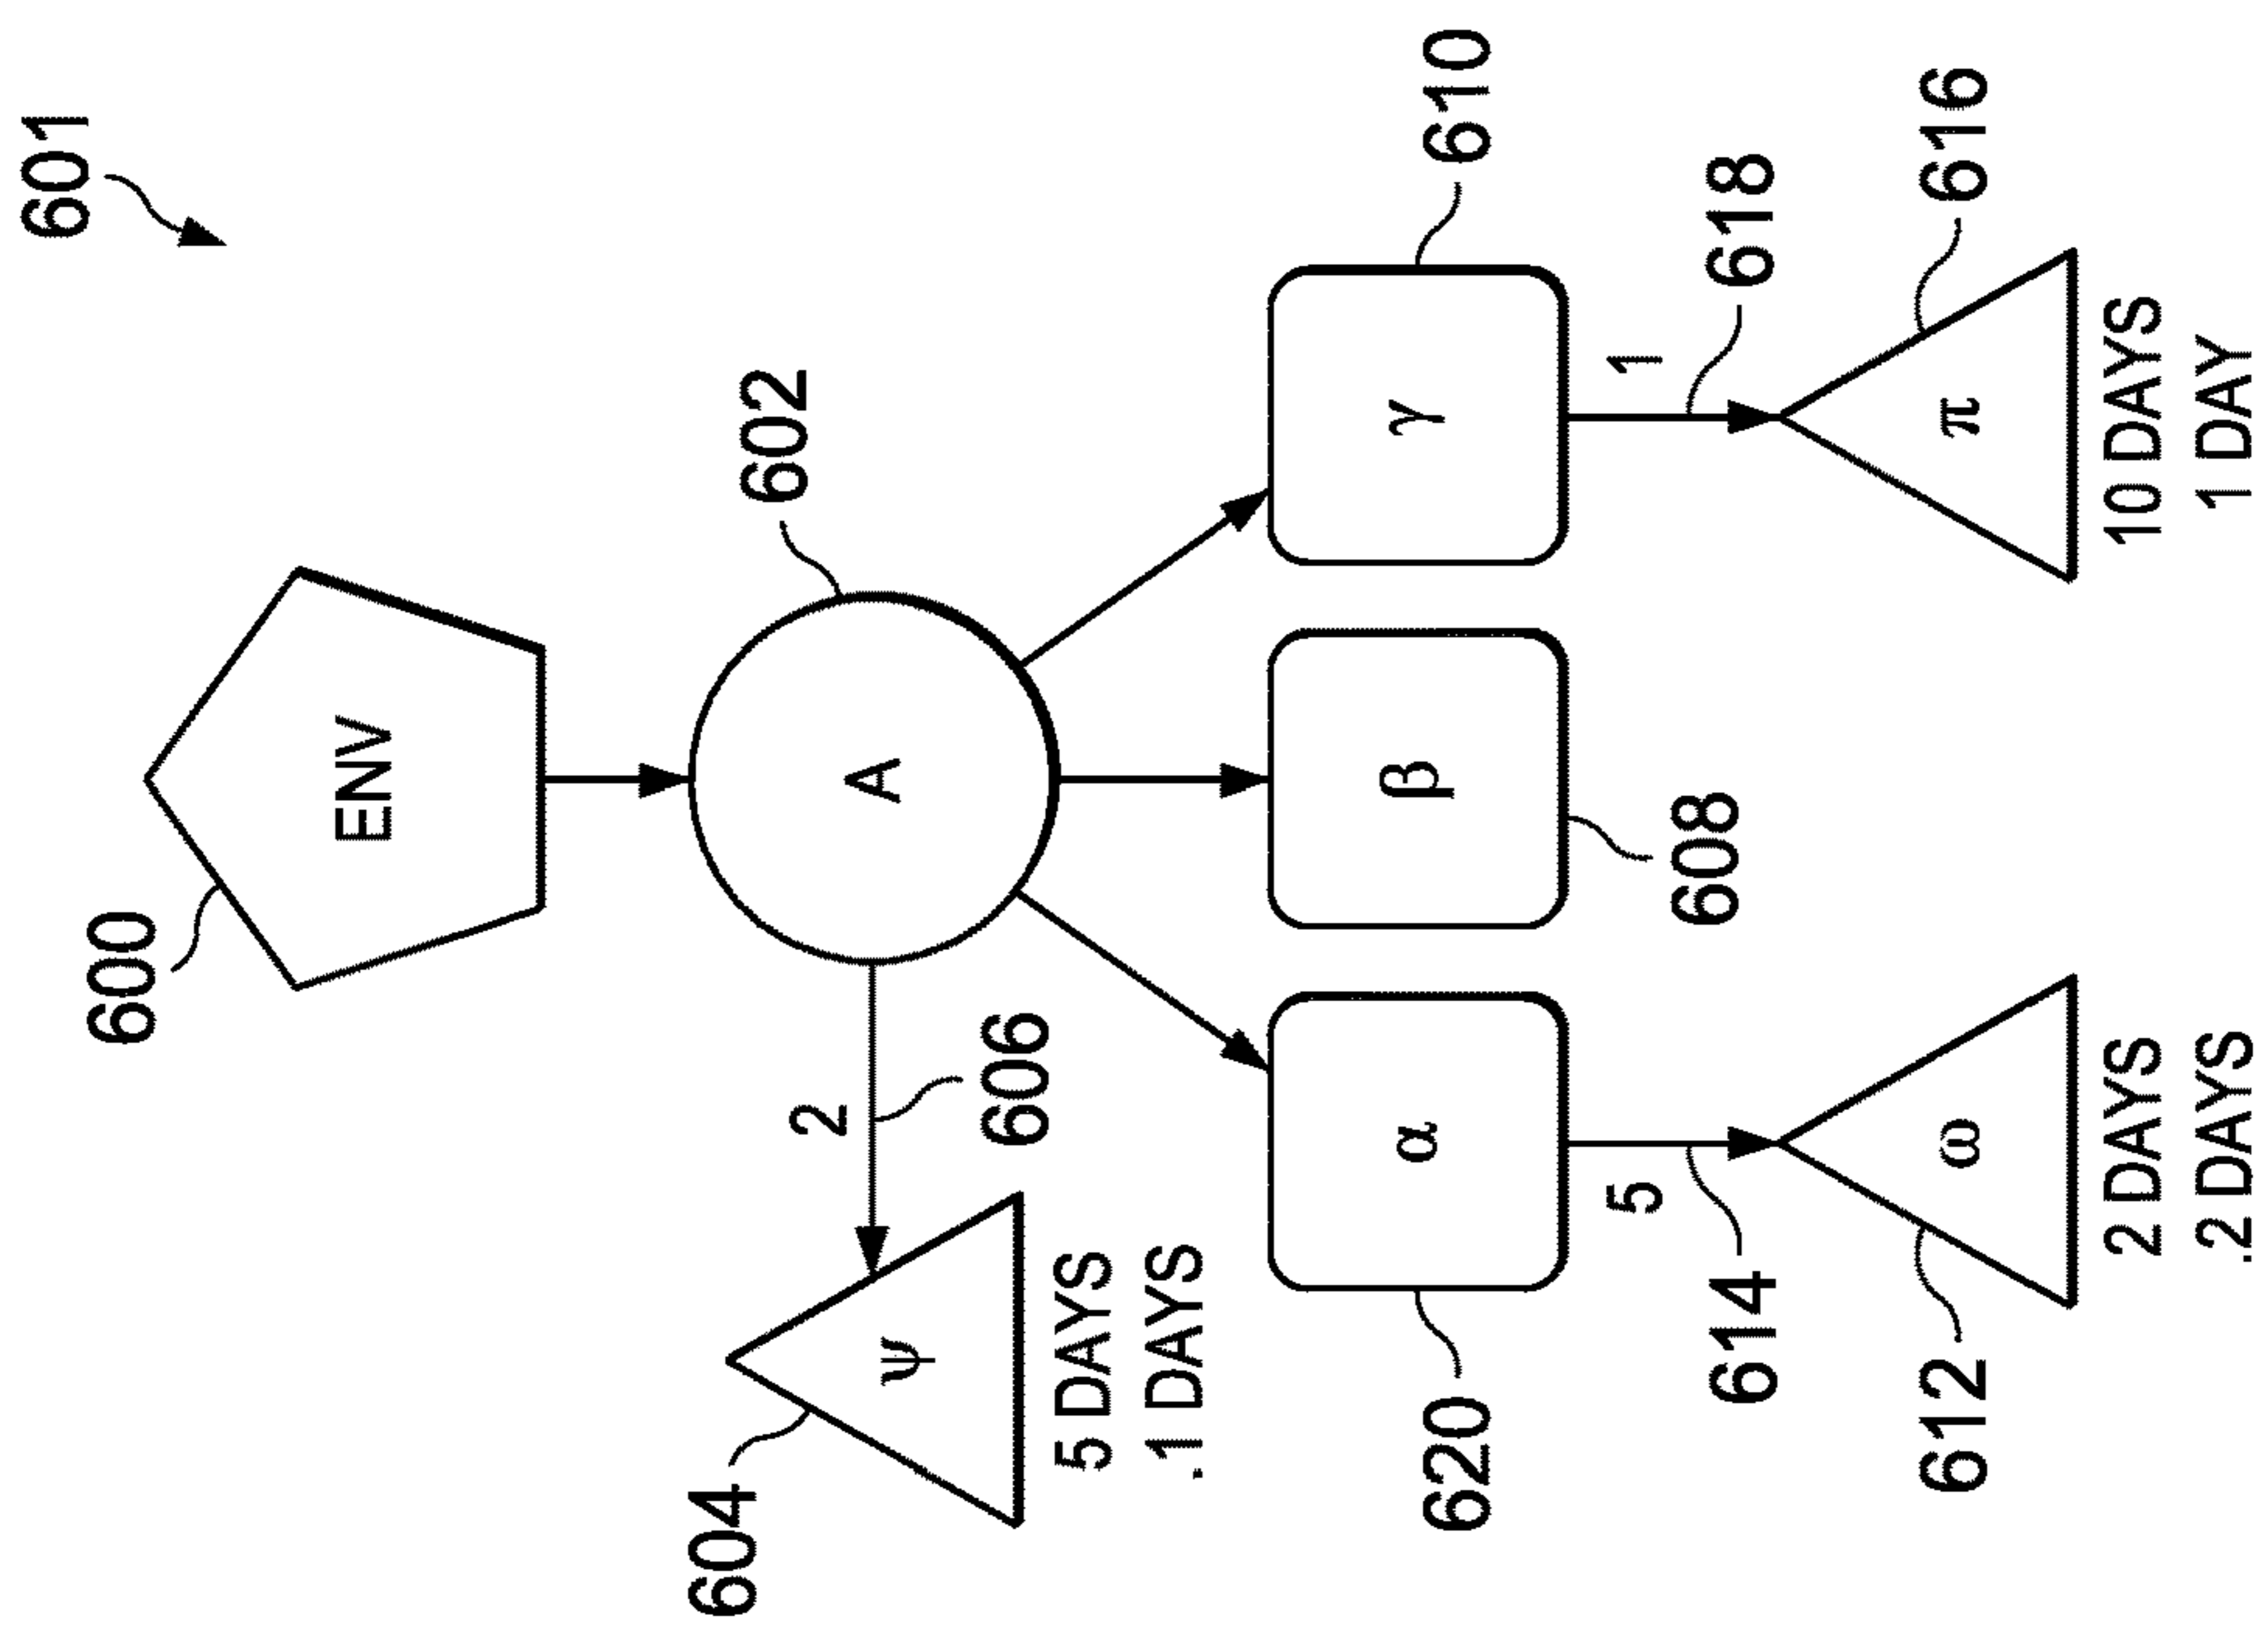 601
600
ENV
602
A
604
ψ
2
606
5 DAYS
.1 DAYS
620
α
β
γ
610
608
5
614
1
618
612
ω
π
616
2 DAYS
.2 DAYS
10 DAYS
1 DAY